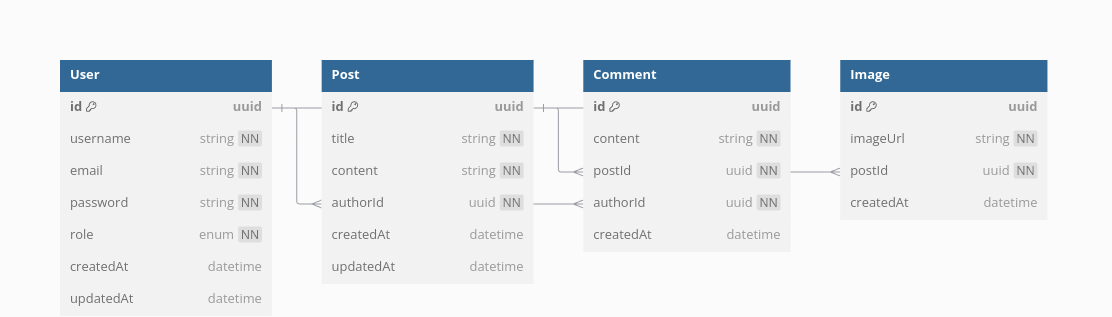 User
id uuid
username string NN
email string NN
password string NN
role enum NN
createdAt datetime
updatedAt datetime
Post
id uuid
title string NN
content string NN
authorId uuid NN
createdAt datetime
updatedAt datetime
Comment
id uuid
content string NN
postId uuid NN
authorId uuid NN
createdAt datetime
Image
id uuid
imageUrl string NN
postId uuid NN
createdAt datetime